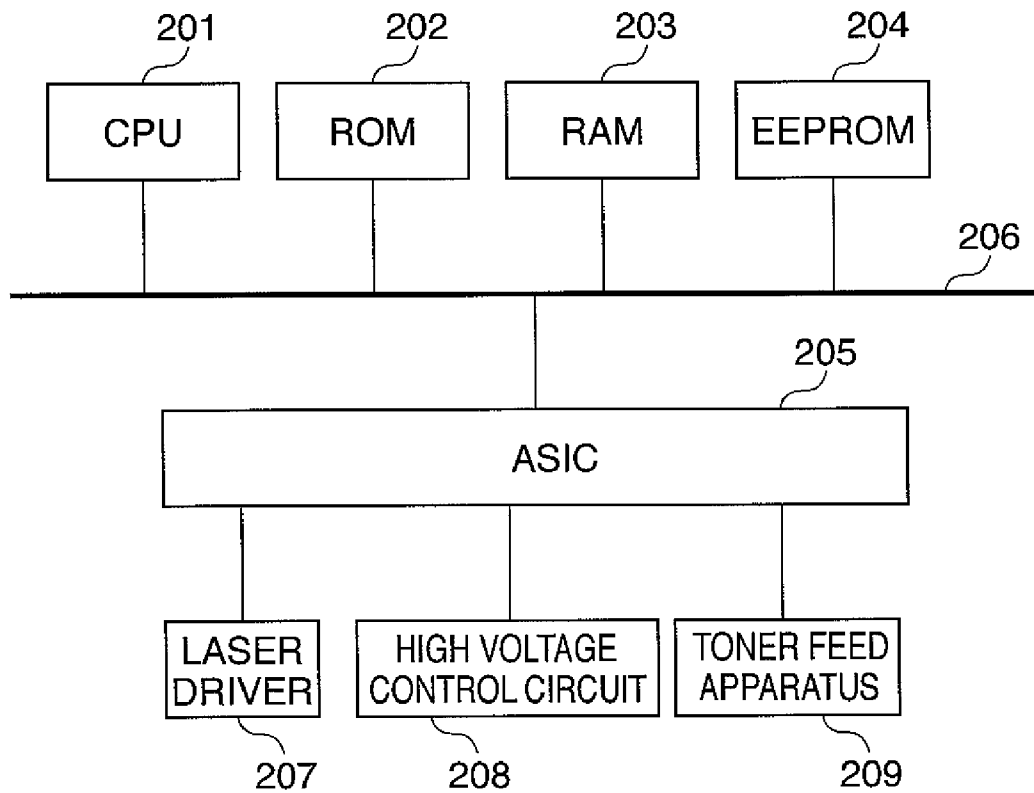 201
202
203
204
CPU
ROM
RAM
EEPROM
206
205
ASIC
LASER
DRIVER
HIGH VOLTAGE
CONTROL CIRCUIT
TONER FEED
APPARATUS
207
208
209